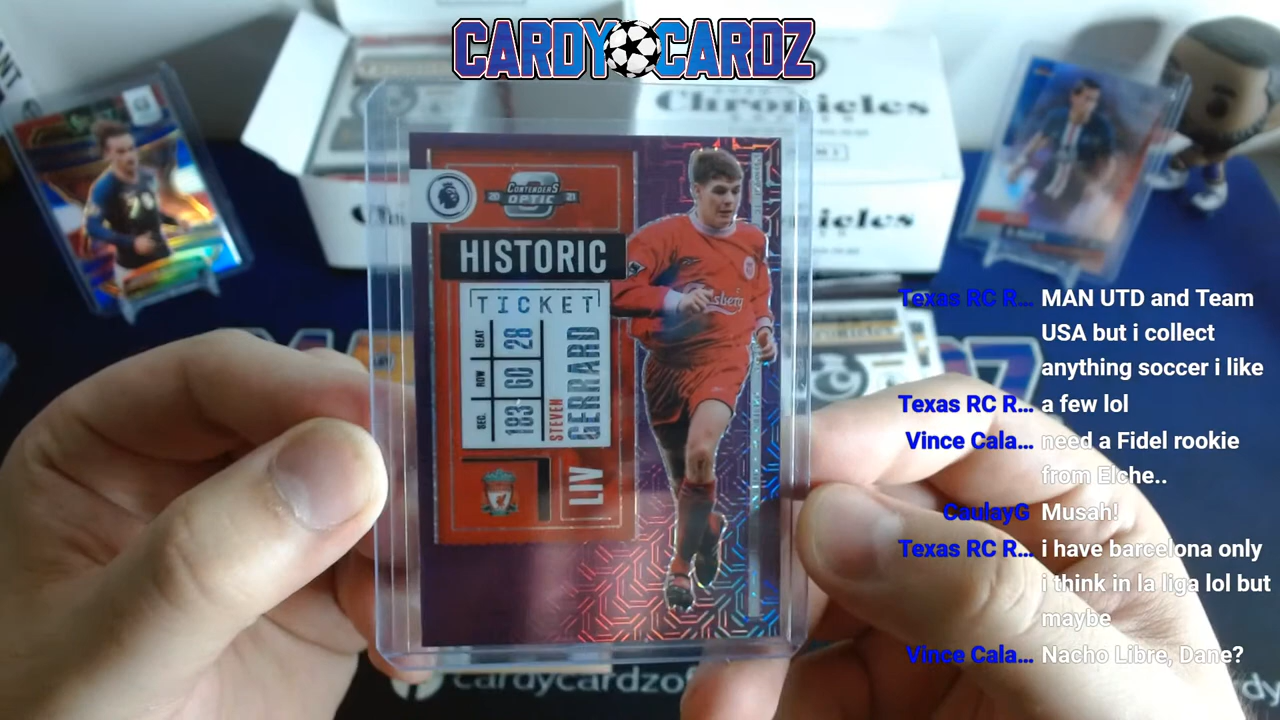 CARDY CARDZ
Chronicles
CONTENDERS
20 OPTIC 21
HISTORIC
TICKET
SEAT 28
ROW 60
SEC. 183
STEVEN
GERRARD
LIV
Carlsberg
Texas RC R... MAN UTD and Team
USA but i collect
anything soccer i like
Texas RC R... a few lol
Vince Cala... need a Fidel rookie
from Elche..
CaulayG Musah!
Texas RC R... i have barcelona only
i think in la liga lol but
maybe
Vince Cala... Nacho Libre, Dane?
cardycardzof